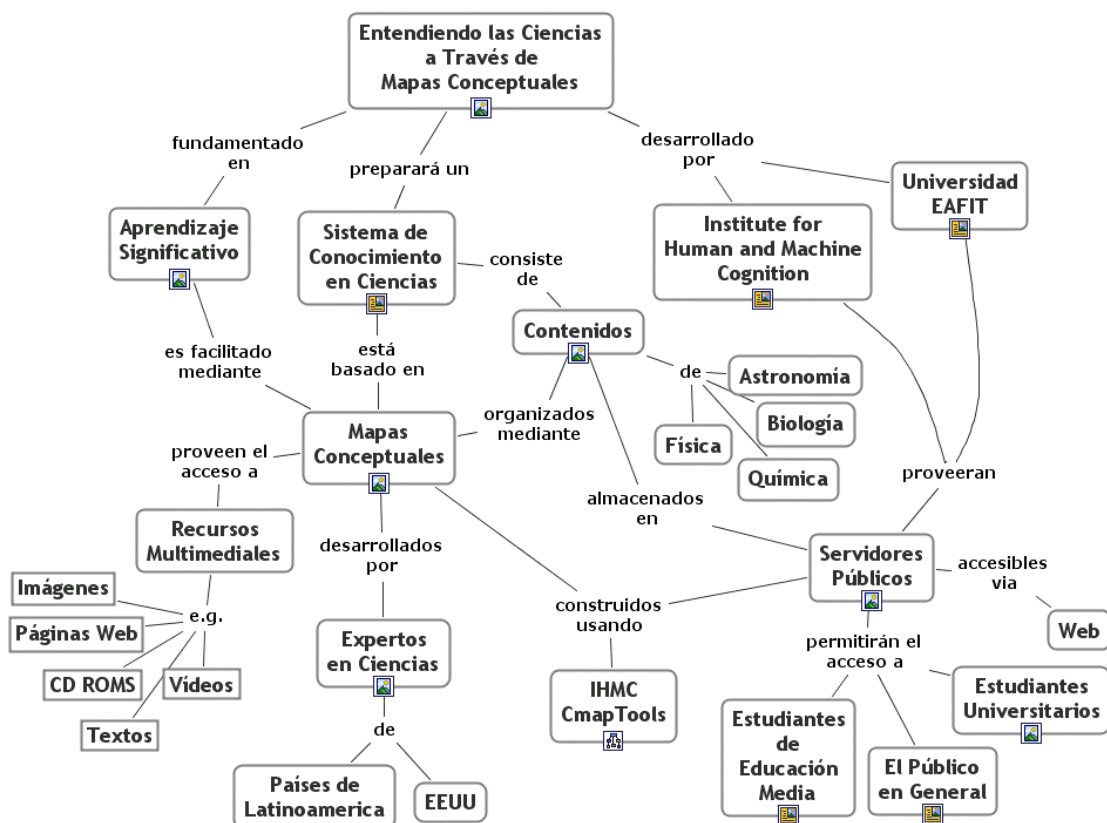 Entendiendo las Ciencias
a Través de
Mapas Conceptuales
fundamentado
en
preparará un
desarrollado
por
Universidad
EAFIT
Aprendizaje
Significativo
Sistema de
Conocimiento
en Ciencias
Institute for
Human and Machine
Cognition
consiste
de
Contenidos
es facilitado
mediante
está
basado en
de
Astronomía
Biología
Física
Química
organizados
mediante
Mapas
Conceptuales
proveen el
acceso a
almacenados
en
proveeran
Recursos
Multimediales
desarrollados
por
Servidores
Públicos
accesibles
via
Web
Imágenes
e.g.
Páginas Web
CD ROMS
Vídeos
Textos
construidos
usando
Expertos
en Ciencias
IHMC
CmapTools
permitirán el
acceso a
Estudiantes
Universitarios
Estudiantes
de
Educación
Media
El Público
en General
de
Países de
Latinoamerica
EEUU